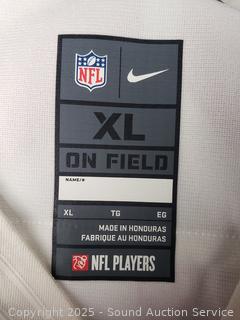 NFL
XL
ON FIELD
NAME/#
XL TG EG
MADE IN HONDURAS
FABRIQUE AU HONDURAS
NFL PLAYERS
Copyright 2025 - Sound Auction Service